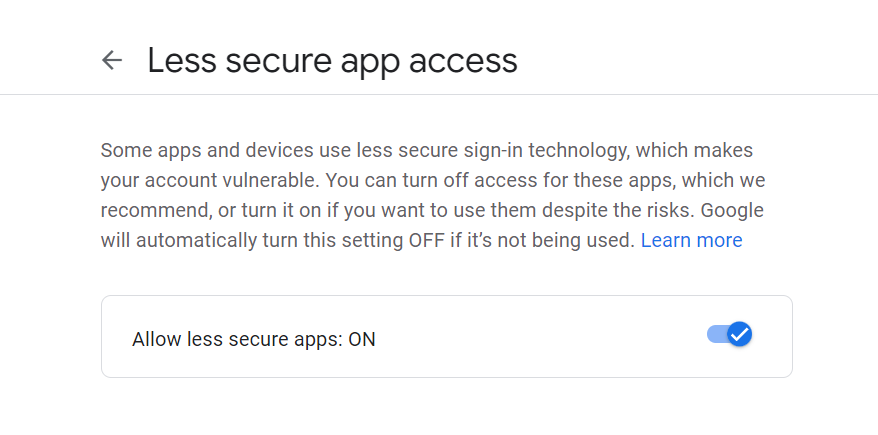 Less secure app access
Some apps and devices use less secure sign-in technology, which makes
your account vulnerable. You can turn off access for these apps, which we
recommend, or turn it on if you want to use them despite the risks. Google
will automatically turn this setting OFF if it’s not being used. Learn more
Allow less secure apps: ON